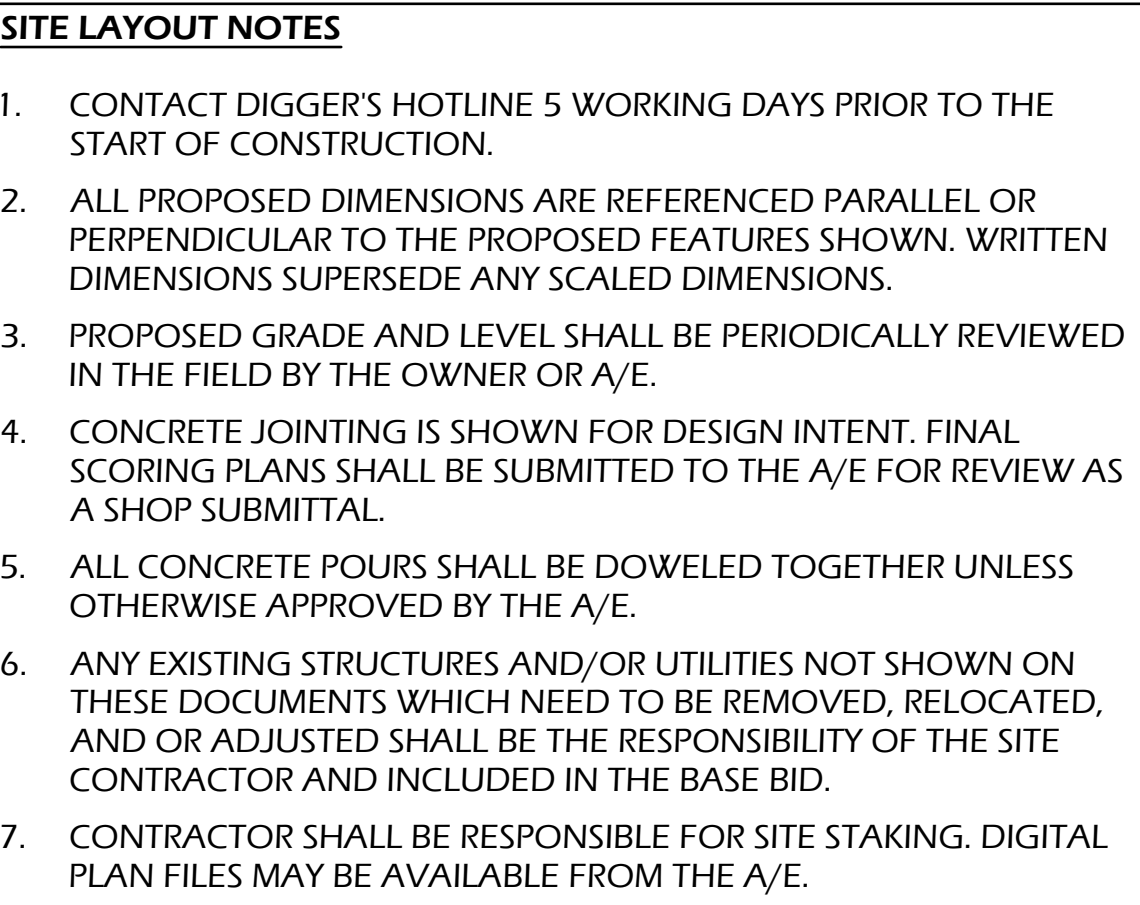 SITE LAYOUT NOTES
1. CONTACT DIGGER'S HOTLINE 5 WORKING DAYS PRIOR TO THE
START OF CONSTRUCTION.
2. ALL PROPOSED DIMENSIONS ARE REFERENCED PARALLEL OR
PERPENDICULAR TO THE PROPOSED FEATURES SHOWN. WRITTEN
DIMENSIONS SUPERSEDE ANY SCALED DIMENSIONS.
3. PROPOSED GRADE AND LEVEL SHALL BE PERIODICALLY REVIEWED
IN THE FIELD BY THE OWNER OR A/E.
4. CONCRETE JOINTING IS SHOWN FOR DESIGN INTENT. FINAL
SCORING PLANS SHALL BE SUBMITTED TO THE A/E FOR REVIEW AS
A SHOP SUBMITTAL.
5. ALL CONCRETE POURS SHALL BE DOWELED TOGETHER UNLESS
OTHERWISE APPROVED BY THE A/E.
6. ANY EXISTING STRUCTURES AND/OR UTILITIES NOT SHOWN ON
THESE DOCUMENTS WHICH NEED TO BE REMOVED, RELOCATED,
AND OR ADJUSTED SHALL BE THE RESPONSIBILITY OF THE SITE
CONTRACTOR AND INCLUDED IN THE BASE BID.
7. CONTRACTOR SHALL BE RESPONSIBLE FOR SITE STAKING. DIGITAL
PLAN FILES MAY BE AVAILABLE FROM THE A/E.